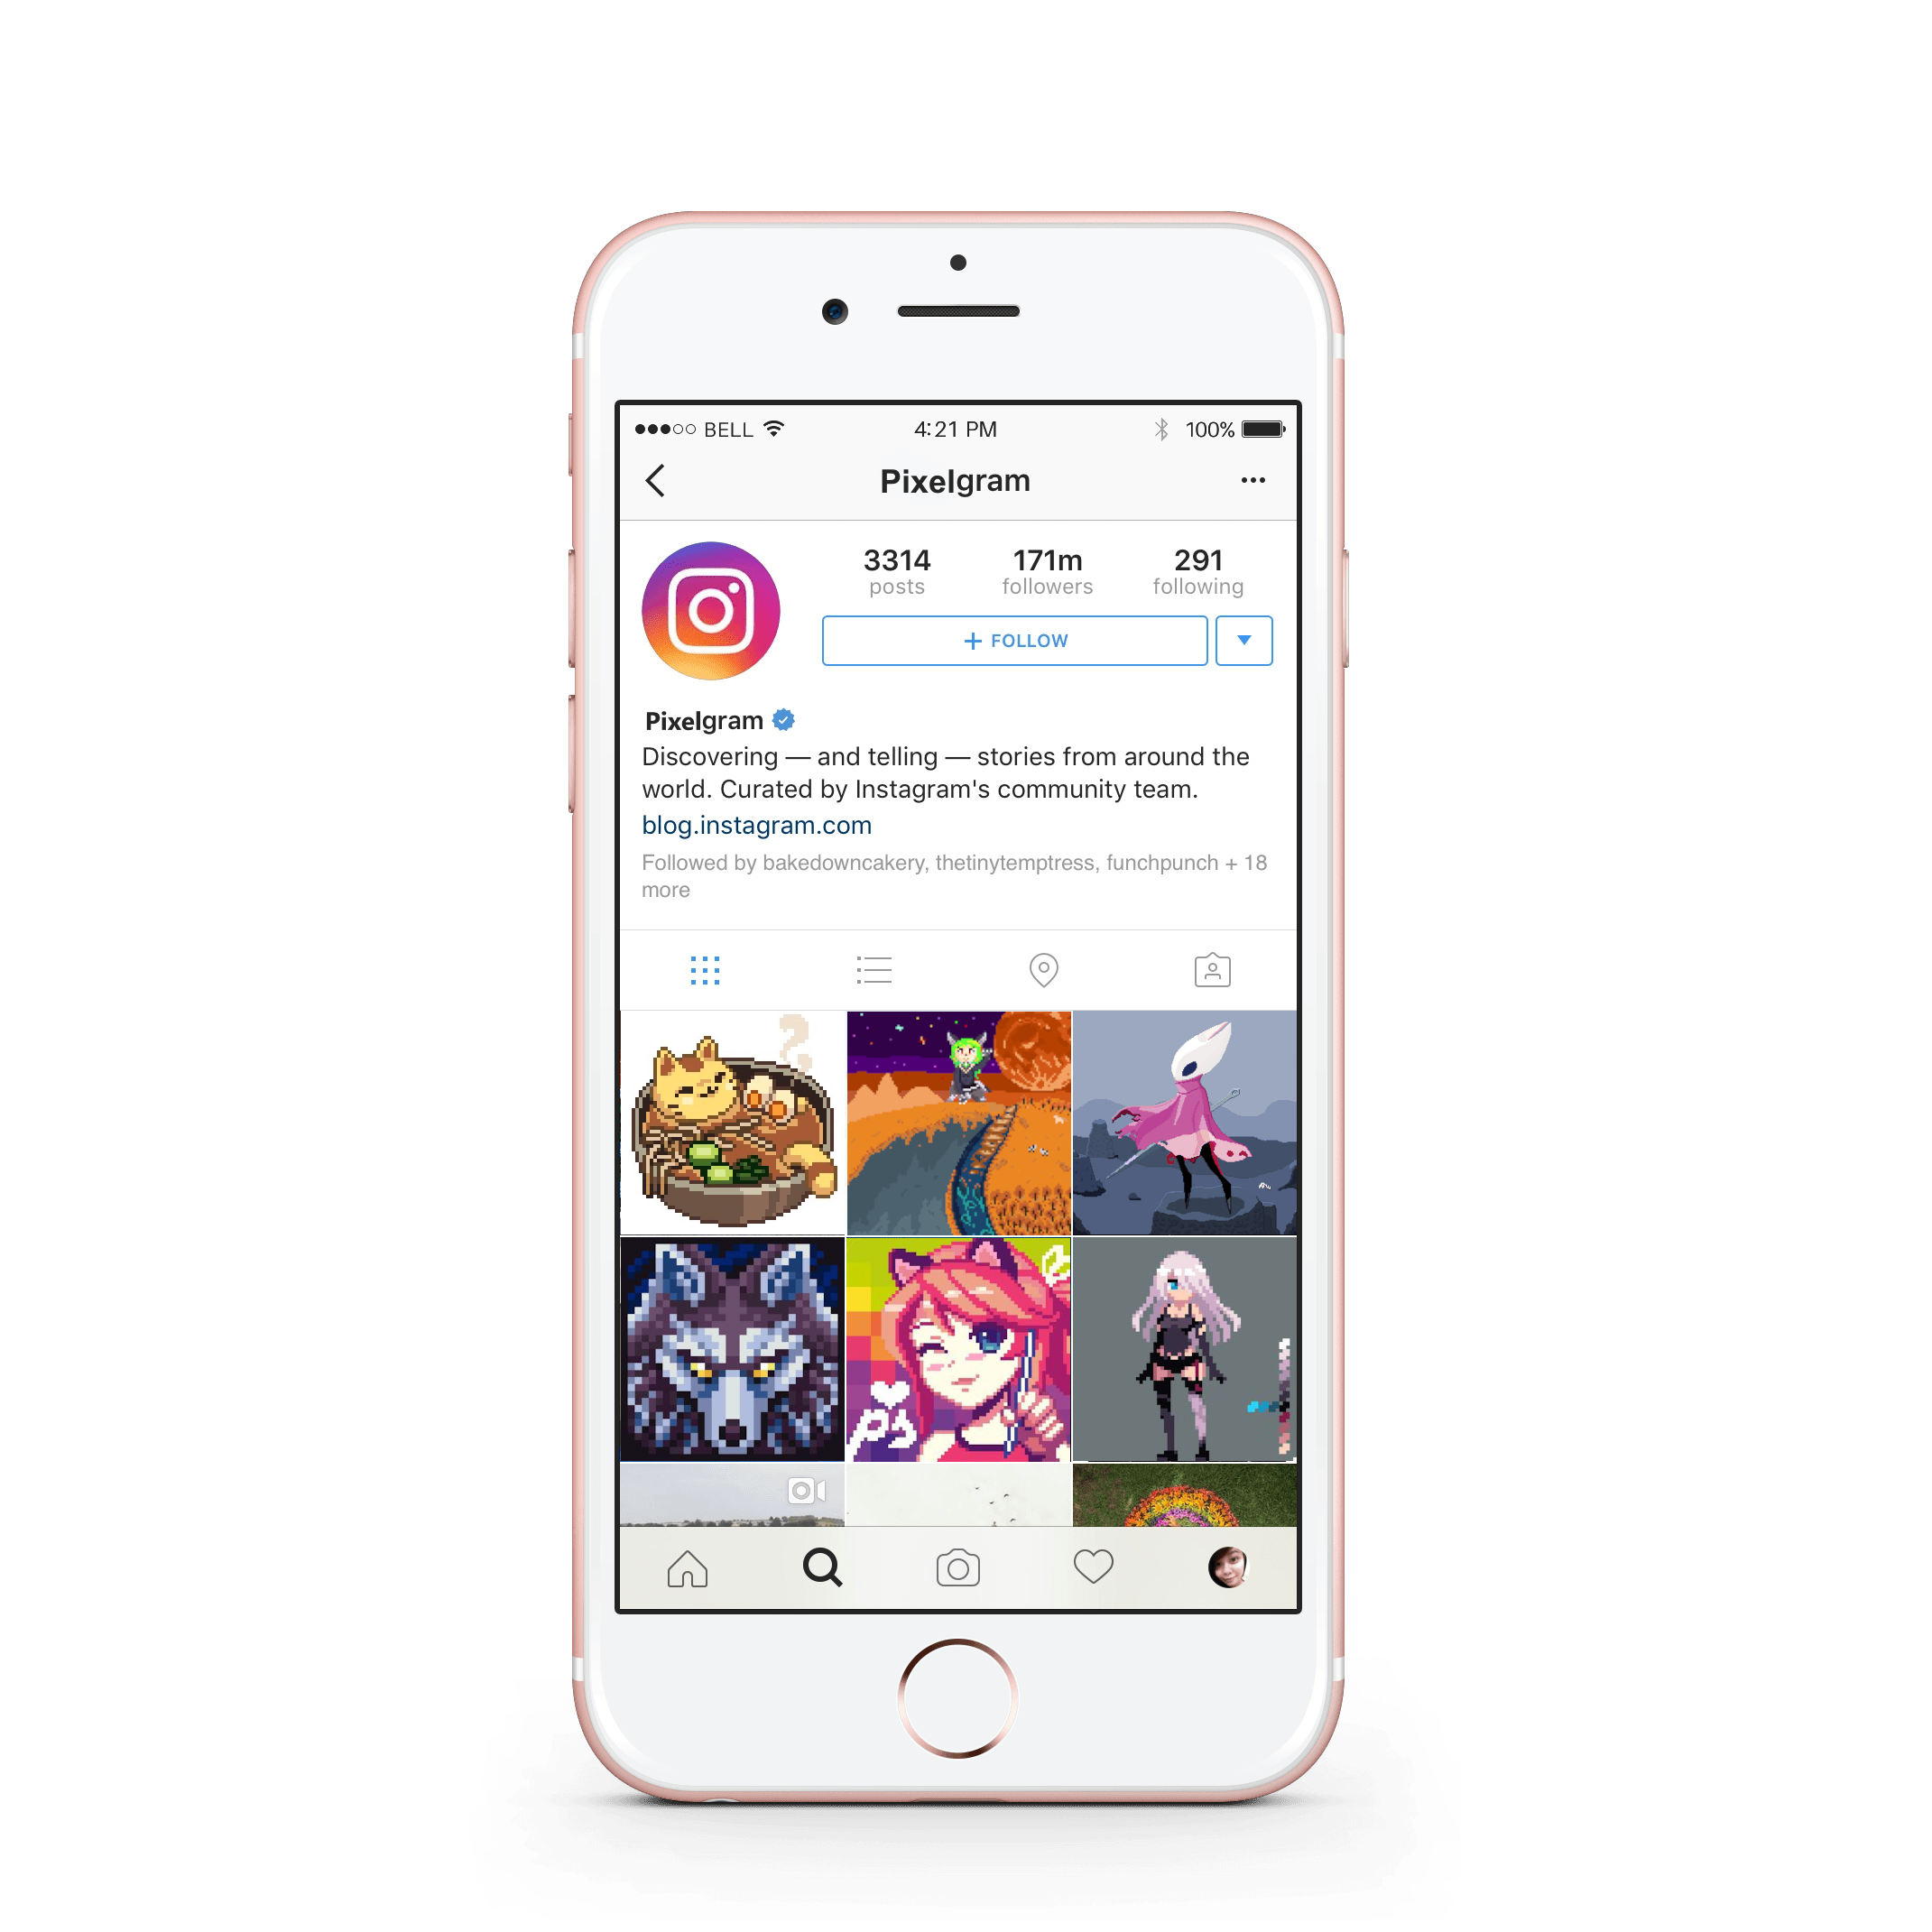 BELL 4:21 PM 100%
Pixelgram
3314 171m 291
posts followers following
+ FOLLOW
Pixelgram
Discovering — and telling — stories from around the
world. Curated by Instagram's community team.
blog.instagram.com
Followed by bakedowncakery, thetinytemptress, funchpunch + 18
more